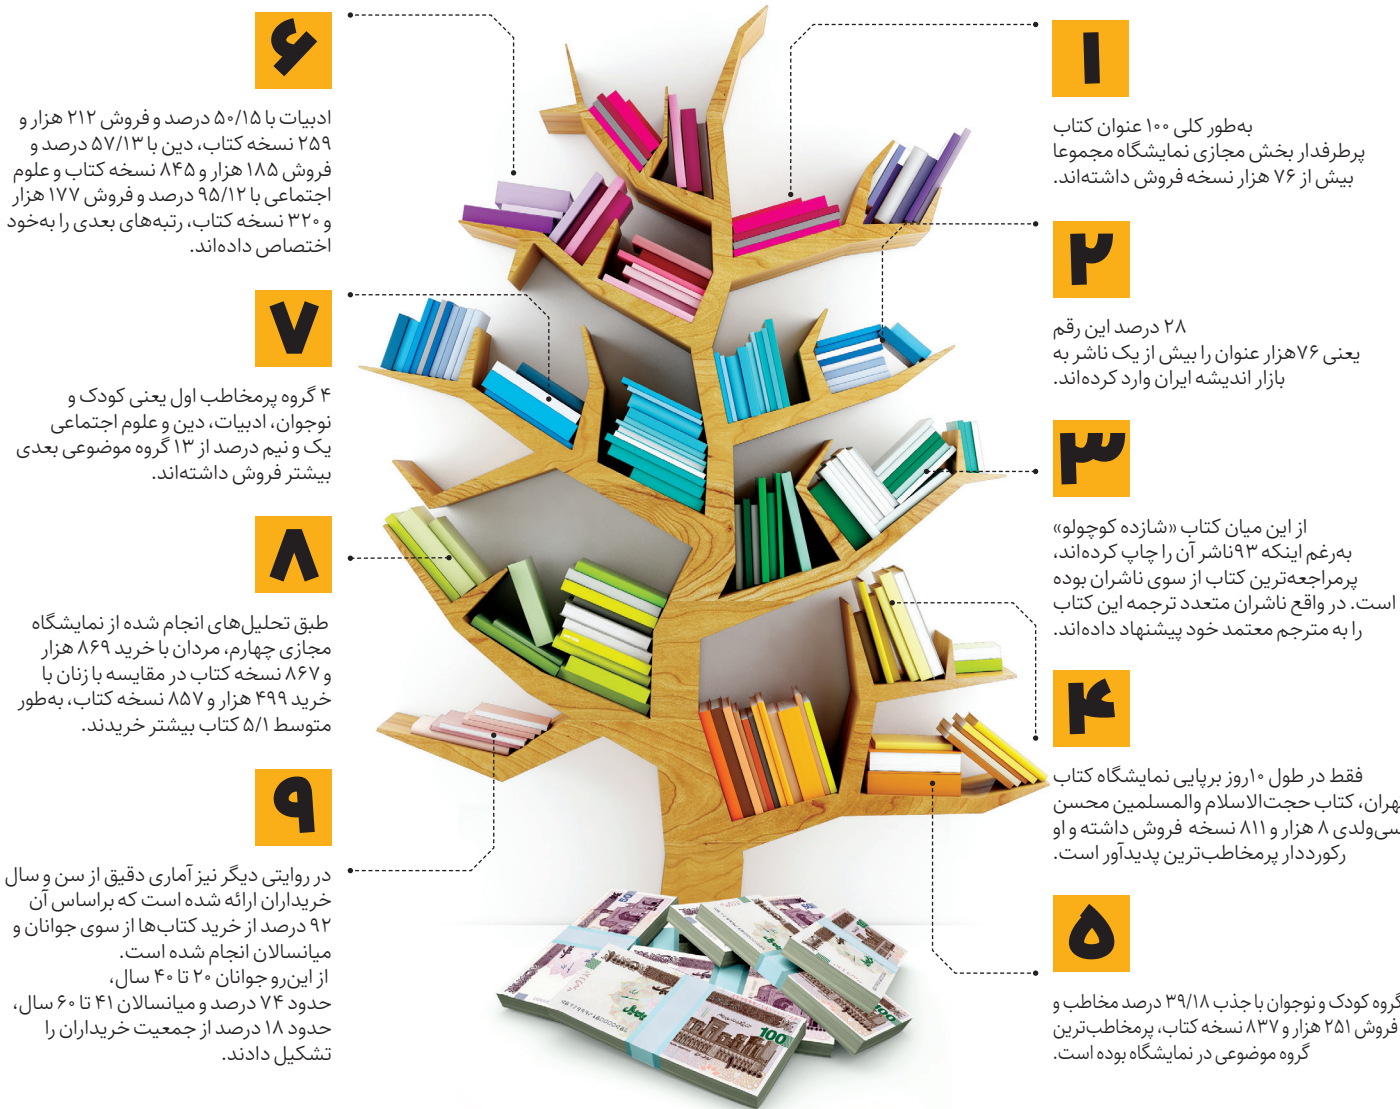 ۱
به‌طور کلی ۱۰۰ عنوان کتاب
پرطرفدار بخش مجازی نمایشگاه مجموعا
بیش از ۷۶ هزار نسخه فروش داشته‌اند.
۲
۲۸ درصد این رقم
یعنی ۷۶هزار عنوان را بیش از یک ناشر به
بازار اندیشه ایران وارد کرده‌اند.
۳
از این میان کتاب «شازده کوچولو»
به‌رغم اینکه ۹۳ناشر آن را چاپ کرده‌اند،
پرمراجعه‌ترین کتاب از سوی ناشران بوده
است. در واقع ناشران متعدد ترجمه این کتاب
را به مترجم معتمد خود پیشنهاد داده‌اند.
۴
فقط در طول ۱۰روز برپایی نمایشگاه کتاب
هران، کتاب حجت‌الاسلام والمسلمین محسن
سی‌ولدی ۸ هزار و ۸۱۱ نسخه فروش داشته و او
رکورددار پرمخاطب‌ترین پدیدآور است.
۵
گروه کودک و نوجوان با جذب ۳۹/۱۸ درصد مخاطب و
فروش ۲۵۱ هزار و ۸۳۷ نسخه کتاب، پرمخاطب‌ترین
گروه موضوعی در نمایشگاه بوده است.
۶
ادبیات با ۵۰/۱۵ درصد و فروش ۲۱۲ هزار و
۲۵۹ نسخه کتاب، دین با ۵۷/۱۳ درصد و
فروش ۱۸۵ هزار و ۸۴۵ نسخه کتاب و علوم
اجتماعی با ۹۵/۱۲ درصد و فروش ۱۷۷ هزار
و ۳۲۰ نسخه کتاب، رتبه‌های بعدی را به‌خود
اختصاص داده‌اند.
۷
۴ گروه پرمخاطب اول یعنی کودک و
نوجوان، ادبیات، دین و علوم اجتماعی
یک و نیم درصد از ۱۳ گروه موضوعی بعدی
بیشتر فروش داشته‌اند.
۸
طبق تحلیل‌های انجام شده از نمایشگاه
مجازی چهارم، مردان با خرید ۸۶۹ هزار
و ۸۶۷ نسخه کتاب در مقایسه با زنان با
خرید ۴۹۹ هزار و ۸۵۷ نسخه کتاب، به‌طور
متوسط ۵/۱ کتاب بیشتر خریدند.
۹
در روایتی دیگر نیز آماری دقیق از سن و سال
خریداران ارائه شده است که براساس آن
۹۲ درصد از خرید کتاب‌ها از سوی جوانان و
میانسالان انجام شده است.
از این‌رو جوانان ۲۰ تا ۴۰ سال،
حدود ۷۴ درصد و میانسالان ۴۱ تا ۶۰ سال،
حدود ۱۸ درصد از جمعیت خریداران را
تشکیل دادند.
50
50
100